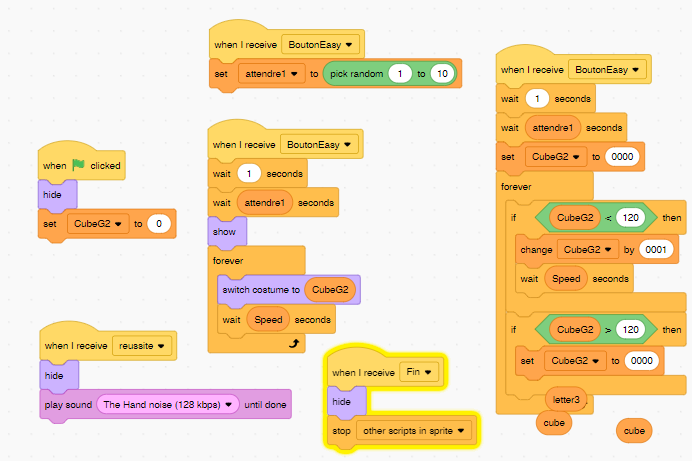 when I receive BoutonEasy
set attendre1 to pick random 1 to 10
when clicked
hide
set CubeG2 to 0
when I receive BoutonEasy
wait 1 seconds
wait attendre1 seconds
show
forever
switch costume to CubeG2
wait Speed seconds
when I receive BoutonEasy
wait 1 seconds
wait attendre1 seconds
set CubeG2 to 0000
forever
if CubeG2 < 120 then
change CubeG2 by 0001
wait Speed seconds
if CubeG2 > 120 then
set CubeG2 to 0000
letter3
cube
cube
when I receive reussite
hide
play sound The Hand noise (128 kbps) until done
when I receive Fin
hide
stop other scripts in sprite